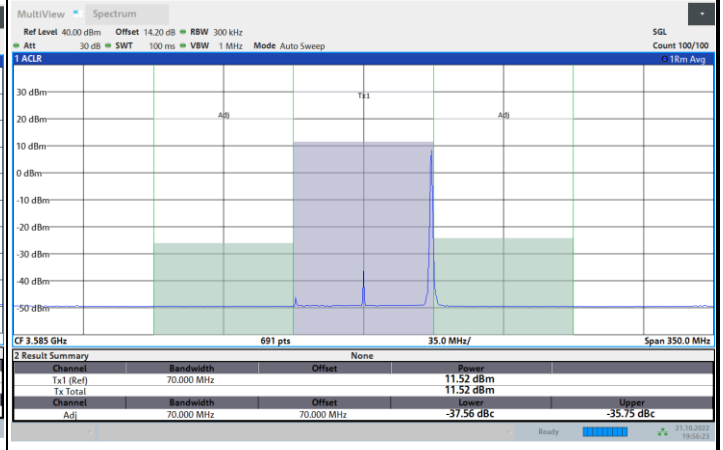 MultiView Spectrum
Ref Level 40.00 dBm Offset 14.20 dB RBW 300 kHz SGL
Att 30 dB SWT 100 ms VBW 1 MHz Mode Auto Sweep Count 100/100
1 ACLR 1Rm Avg
30 dBm
Tx1
20 dBm Adj Adj
10 dBm
0 dBm
-10 dBm
-20 dBm
-30 dBm
-40 dBm
-50 dBm
CF 3.585 GHz 691 pts 35.0 MHz/ Span 350.0 MHz
2 Result Summary None
Channel Bandwidth Offset Power
Tx1 (Ref) 70.000 MHz 11.52 dBm
Tx Total 11.52 dBm
Channel Bandwidth Offset Lower Upper
Adj 70.000 MHz 70.000 MHz -37.56 dBc -35.75 dBc
Ready 21.10.2022
19:56:23